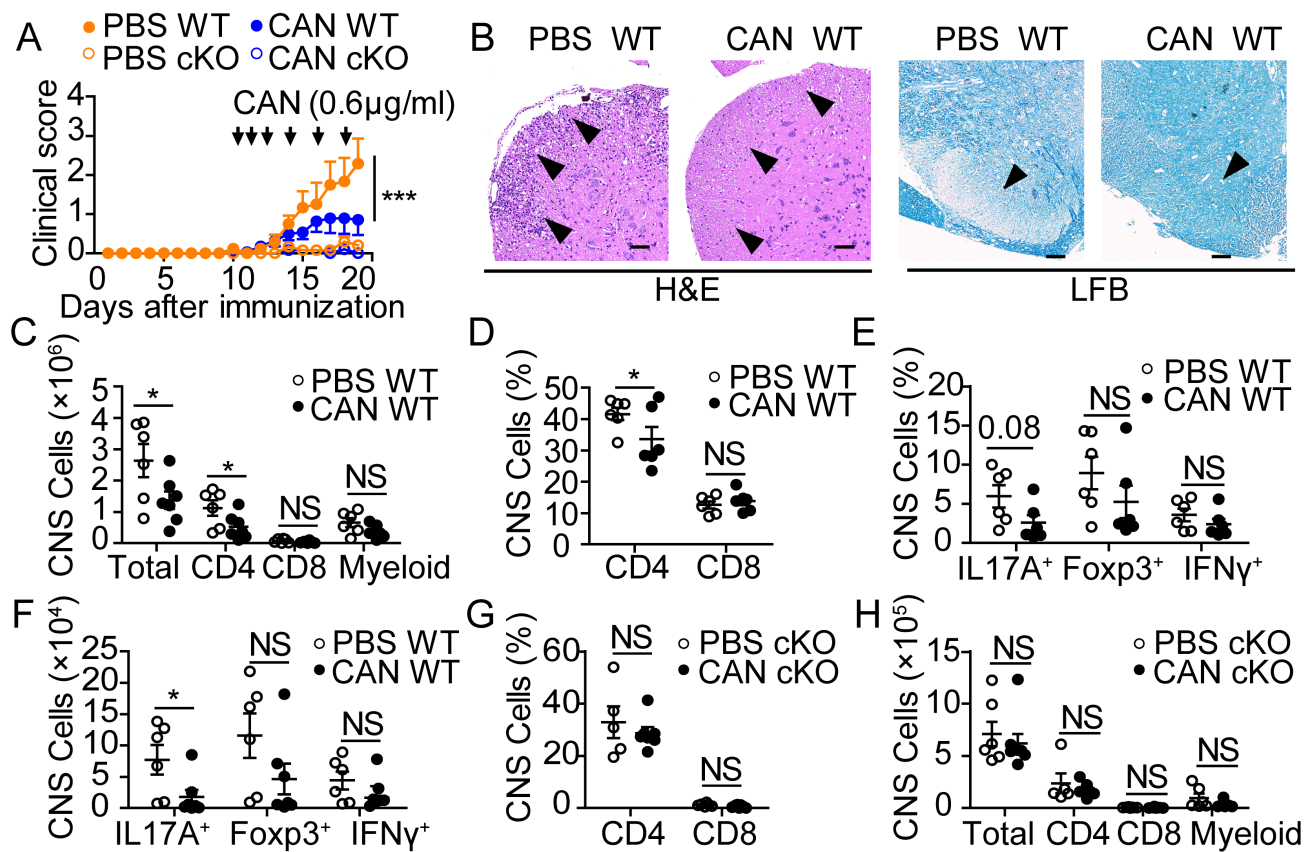 A
PBS WT
CAN WT
PBS cKO
CAN cKO
CAN (0.6μg/ml)
Clinical score
4
3
2
1
0
***
0
5
10
15
20
Days after immunization
B
PBS WT
CAN WT
PBS WT
CAN WT
H&E
LFB
C
CNS Cells (×10⁶)
5
4
3
2
1
0
PBS WT
CAN WT
*
*
NS
NS
Total
CD4
CD8
Myeloid
D
CNS Cells (%)
50
40
30
20
10
0
PBS WT
CAN WT
*
NS
CD4
CD8
E
CNS Cells (%)
20
15
10
5
0
PBS WT
CAN WT
0.08
NS
NS
IL17A⁺
Foxp3⁺
IFNγ⁺
F
CNS Cells (×10⁴)
25
20
15
10
5
0
PBS WT
CAN WT
*
NS
NS
IL17A⁺
Foxp3⁺
IFNγ⁺
G
CNS Cells (%)
60
40
20
0
PBS cKO
CAN cKO
NS
NS
CD4
CD8
H
CNS Cells (×10⁵)
15
10
5
0
PBS cKO
CAN cKO
NS
NS
NS
NS
Total
CD4
CD8
Myeloid